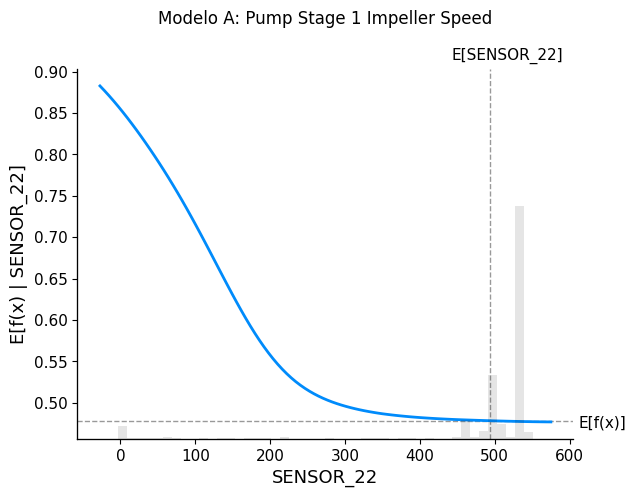 Modelo A: Pump Stage 1 Impeller Speed
E[SENSOR_22]
0.90
0.85
0.80
0.75
0.70
0.65
0.60
0.55
0.50
E[f(x) | SENSOR_22]
E[f(x)]
0 100 200 300 400 500 600
SENSOR_22